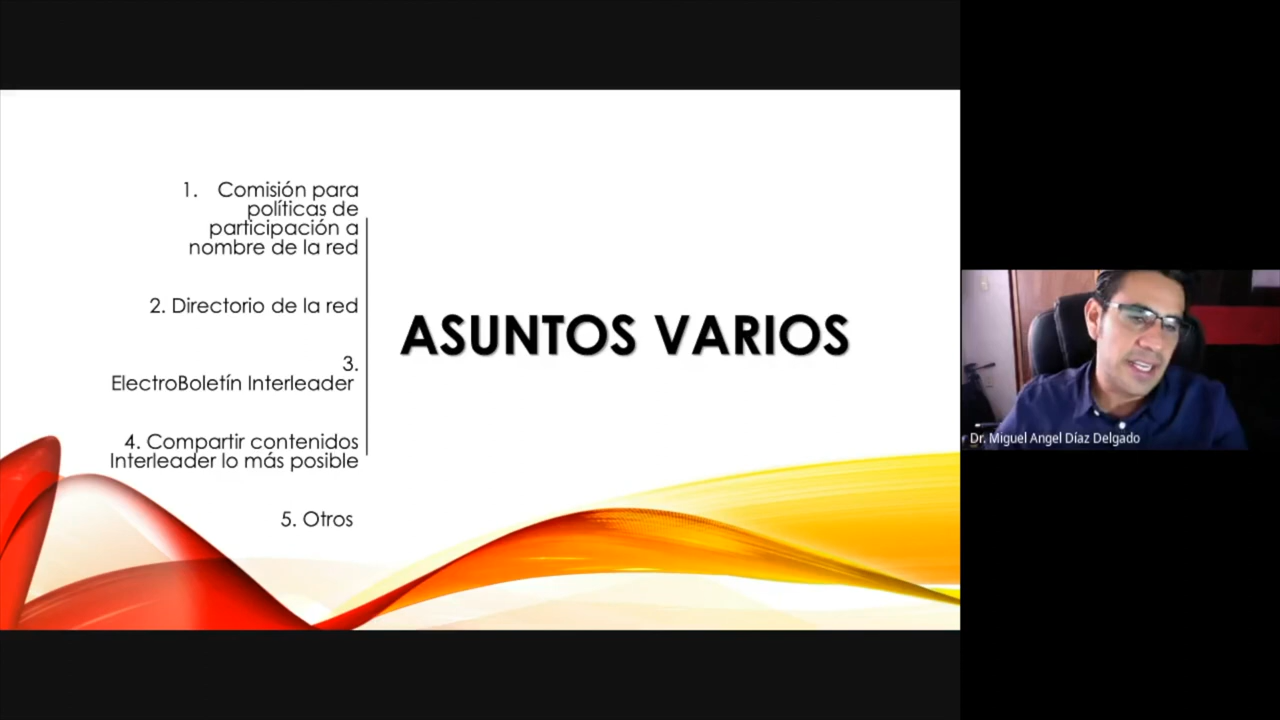 1. Comisión para
políticas de
participación a
nombre de la red
2. Directorio de la red
3.
ElectroBoletín Interleader
4. Compartir contenidos
Interleader lo más posible
5. Otros
ASUNTOS VARIOS
Dr. Miguel Angel Díaz Delgado